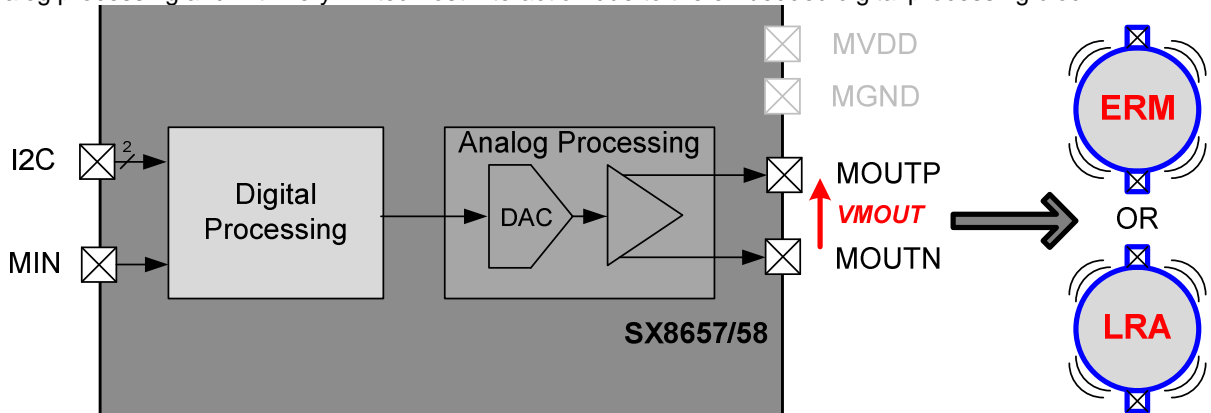 MVDD
MGND
I2C
2
Digital
Processing
Analog Processing
DAC
MOUTP
VMOUT
MOUTN
MIN
SX8657/58
ERM
OR
LRA